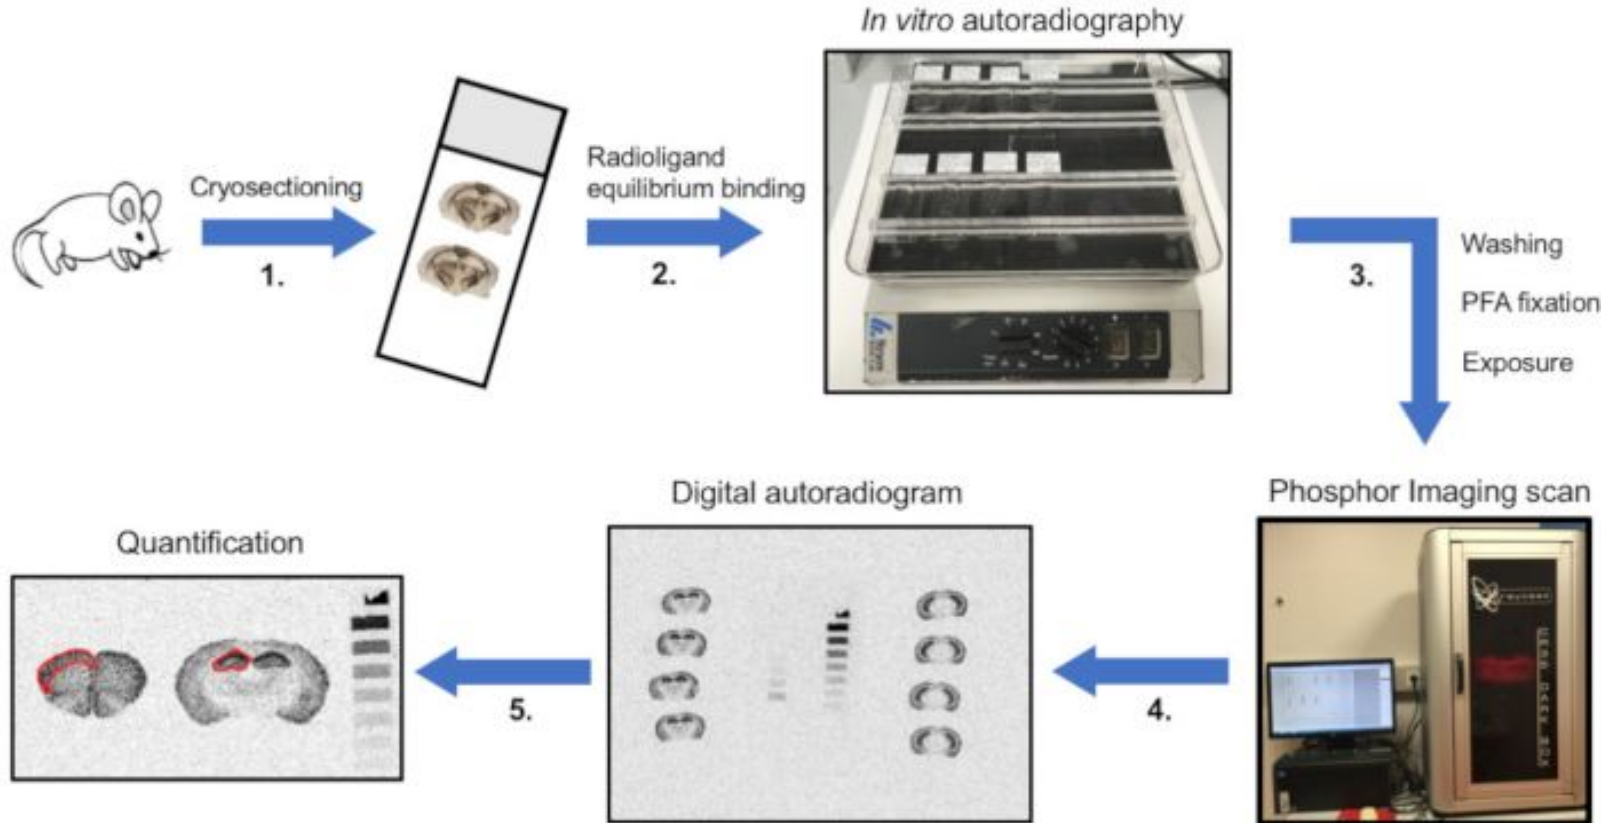 In vitro autoradiography
Cryosectioning
1.
Radioligand
equilibrium binding
2.
3.
Washing
PFA fixation
Exposure
Phosphor Imaging scan
4.
Digital autoradiogram
5.
Quantification